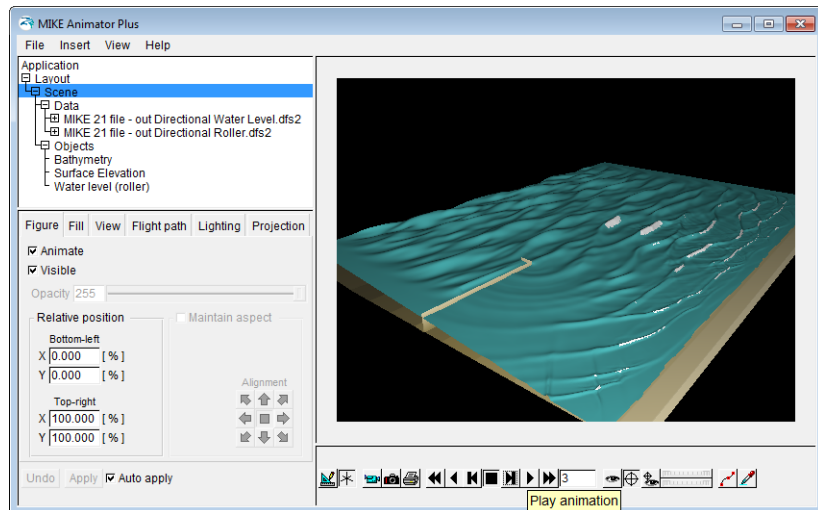 MIKE Animator Plus
File Insert View Help
Application
Layout
Scene
Data
MIKE 21 file - out Directional Water Level.dfs2
MIKE 21 file - out Directional Roller.dfs2
Objects
Bathymetry
Surface Elevation
Water level (roller)
Figure Fill View Flight path Lighting Projection
Animate
Visible
Opacity 255
Relative position Maintain aspect
Bottom-left
X 0.000 [%]
Y 0.000 [%]
Alignment
Top-right
X 100.000 [%]
Y 100.000 [%]
Undo Apply Auto apply
3
Play animation